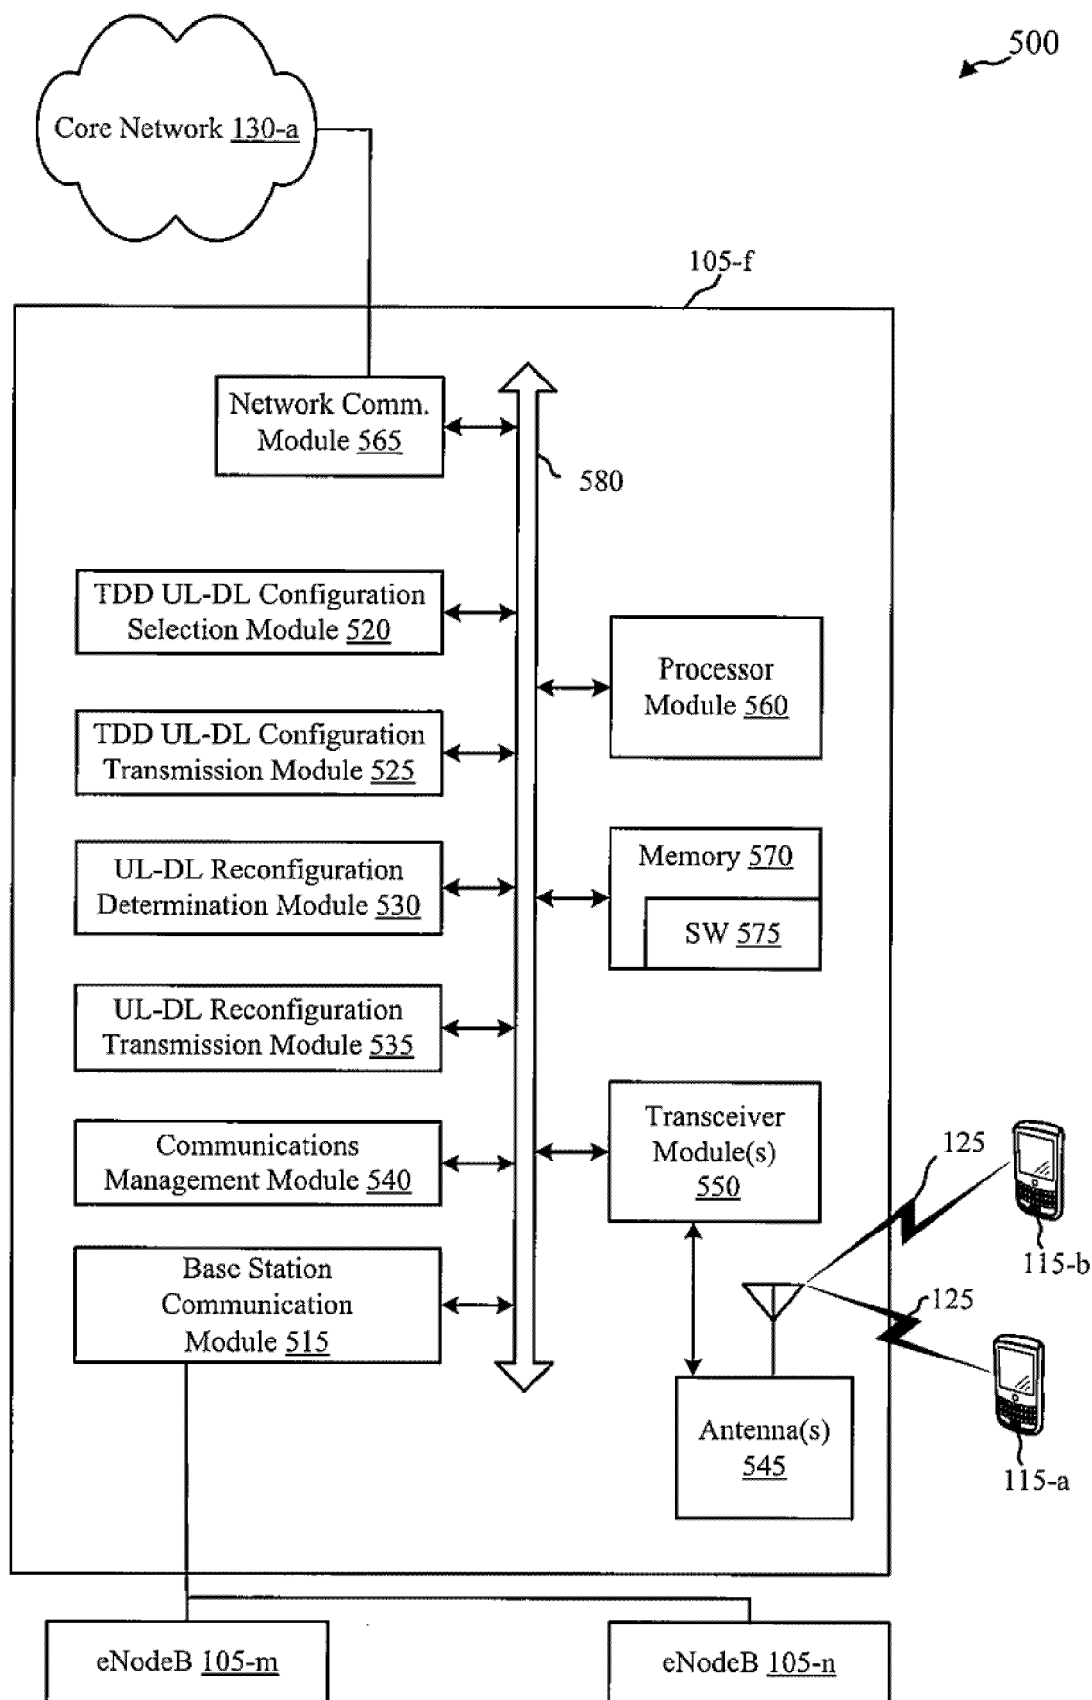 500
Core Network 130-a
105-f
Network Comm.
Module 565
580
TDD UL-DL Configuration
Selection Module 520
Processor
Module 560
TDD UL-DL Configuration
Transmission Module 525
Memory 570
SW 575
UL-DL Reconfiguration
Determination Module 530
UL-DL Reconfiguration
Transmission Module 535
Transceiver
Module(s)
550
Communications
Management Module 540
125
115-b
Base Station
Communication
Module 515
125
Antenna(s)
545
115-a
eNodeB 105-m
eNodeB 105-n